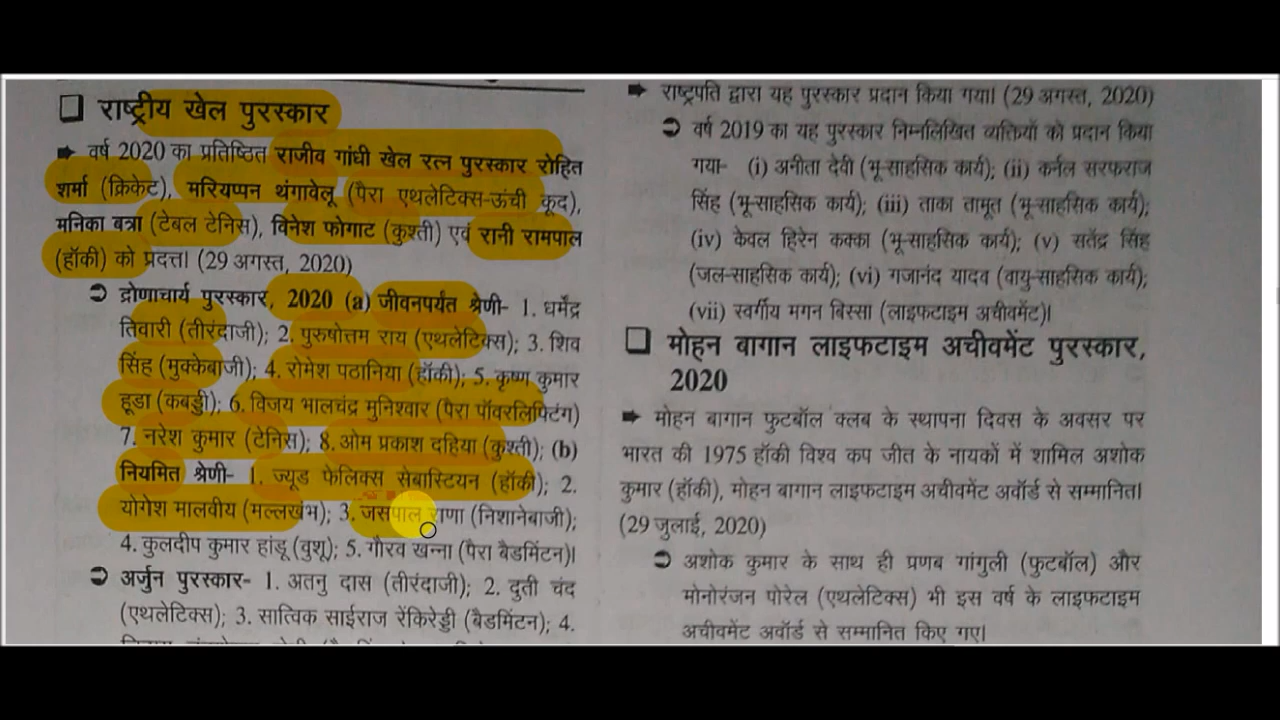 ❑ राष्ट्रीय खेल पुरस्कार
➡ वर्ष 2020 का प्रतिष्ठित राजीव गांधी खेल रत्न पुरस्कार रोहित
शर्मा (क्रिकेट), मरियप्पन थंगावेलू (पैरा एथलेटिक्स-ऊंची कूद),
मनिका बत्रा (टेबल टेनिस), विनेश फोगाट (कुश्ती) एवं रानी रामपाल
(हॉकी) को प्रदत्त। (29 अगस्त, 2020)
➲ द्रोणाचार्य पुरस्कार, 2020 (a) जीवनपर्यंत श्रेणी- 1. धर्मेंद्र
तिवारी (तीरंदाजी); 2. पुरुषोत्तम राय (एथलेटिक्स); 3. शिव
सिंह (मुक्केबाजी); 4. रोमेश पठानिया (हॉकी); 5. कृष्ण कुमार
हूडा (कबड्डी); 6. विजय भालचंद्र मुनिश्वार (पैरा पॉवरलिफ्टिंग)
7. नरेश कुमार (टेनिस); 8. ओम प्रकाश दहिया (कुश्ती); (b)
नियमित श्रेणी- 1. ज्यूड फेलिक्स सेबास्टियन (हॉकी); 2.
योगेश मालवीय (मल्लखंभ); 3. जसपाल राणा (निशानेबाजी);
4. कुलदीप कुमार हांडू (वुशू); 5. गौरव खन्ना (पैरा बैडमिंटन)।
➲ अर्जुन पुरस्कार- 1. अतनु दास (तीरंदाजी); 2. दुती चंद
(एथलेटिक्स); 3. सात्विक साईराज रेंकिरेड्डी (बैडमिंटन); 4.
➡ राष्ट्रपति द्वारा यह पुरस्कार प्रदान किया गया। (29 अगस्त, 2020)
➲ वर्ष 2019 का यह पुरस्कार निम्नलिखित व्यक्तियों को प्रदान किया
गया- (i) अनीता देवी (भू-साहसिक कार्य); (ii) कर्नल सरफराज
सिंह (भू-साहसिक कार्य); (iii) ताका तामूत (भू-साहसिक कार्य);
(iv) केवल हिरेन कक्का (भू-साहसिक कार्य); (v) सतेंद्र सिंह
(जल-साहसिक कार्य); (vi) गजानंद यादव (वायु-साहसिक कार्य);
(vii) स्वर्गीय मगन बिस्सा (लाइफटाइम अचीवमेंट)।
❑ मोहन बागान लाइफटाइम अचीवमेंट पुरस्कार,
2020
➡ मोहन बागान फुटबॉल क्लब के स्थापना दिवस के अवसर पर
भारत की 1975 हॉकी विश्व कप जीत के नायकों में शामिल अशोक
कुमार (हॉकी), मोहन बागान लाइफटाइम अचीवमेंट अवॉर्ड से सम्मानित।
(29 जुलाई, 2020)
➲ अशोक कुमार के साथ ही प्रणब गांगुली (फुटबॉल) और
मोनोरंजन पोरेल (एथलेटिक्स) भी इस वर्ष के लाइफटाइम
अचीवमेंट अवॉर्ड से सम्मानित किए गए।